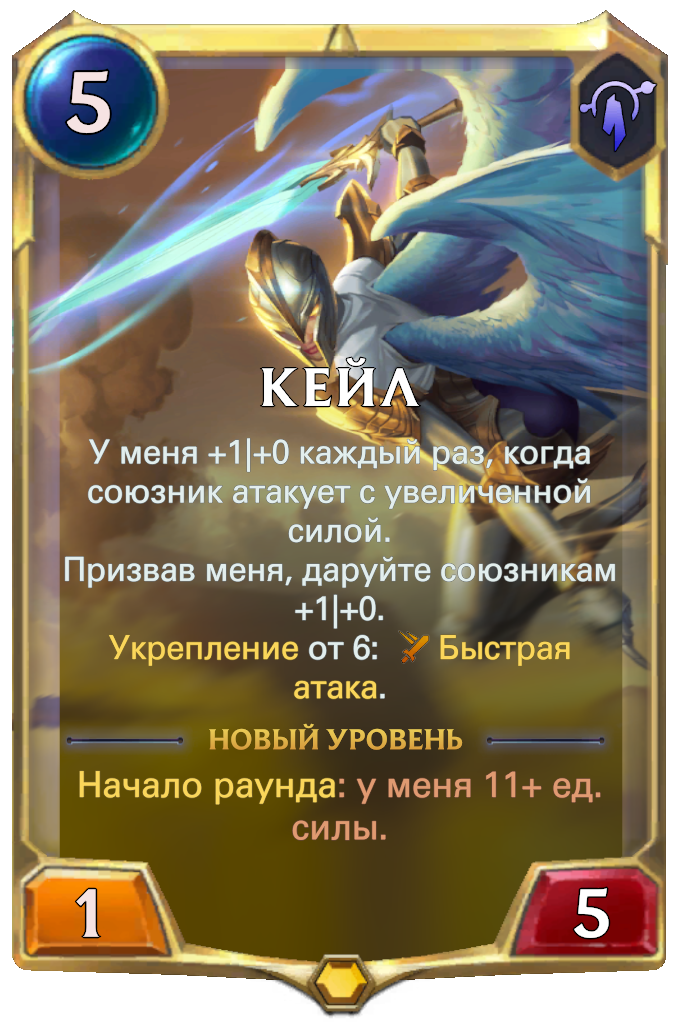 5
КЕЙЛ
У меня +1|+0 каждый раз, когда
союзник атакует с увеличенной
силой.
Призвав меня, даруйте союзникам
+1|+0.
Укрепление от 6: Быстрая
атака.
НОВЫЙ УРОВЕНЬ
Начало раунда: у меня 11+ ед.
силы.
1
5